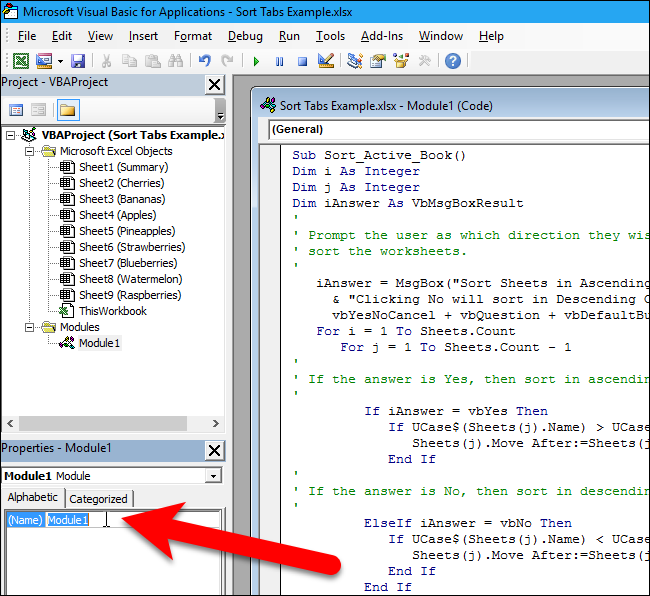 Microsoft Visual Basic for Applications - Sort Tabs Example.xlsx
File Edit View Insert Format Debug Run Tools Add-Ins Window Help
Project - VBAProject
VBAProject (Sort Tabs Example.
Microsoft Excel Objects
Sheet1 (Summary)
Sheet2 (Cherries)
Sheet3 (Bananas)
Sheet4 (Apples)
Sheet5 (Pineapples)
Sheet6 (Strawberries)
Sheet7 (Blueberries)
Sheet8 (Watermelon)
Sheet9 (Raspberries)
ThisWorkbook
Modules
Module1
Properties - Module1
Module1 Module
Alphabetic Categorized
(Name) Module1
Sort Tabs Example.xlsx - Module1 (Code)
(General)
Sub Sort_Active_Book()
Dim i As Integer
Dim j As Integer
Dim iAnswer As VbMsgBoxResult
'
' Prompt the user as which direction they wis
' sort the worksheets.
'
iAnswer = MsgBox("Sort Sheets in Ascending
& "Clicking No will sort in Descending O
vbYesNoCancel + vbQuestion + vbDefaultBu
For i = 1 To Sheets.Count
For j = 1 To Sheets.Count - 1
'
' If the answer is Yes, then sort in ascendin
'
If iAnswer = vbYes Then
If UCase$(Sheets(j).Name) > UCase
Sheets(j).Move After:=Sheets(j
End If
'
' If the answer is No, then sort in descendin
'
ElseIf iAnswer = vbNo Then
If UCase$(Sheets(j).Name) < UCase
Sheets(j).Move After:=Sheets(j
End If
End If